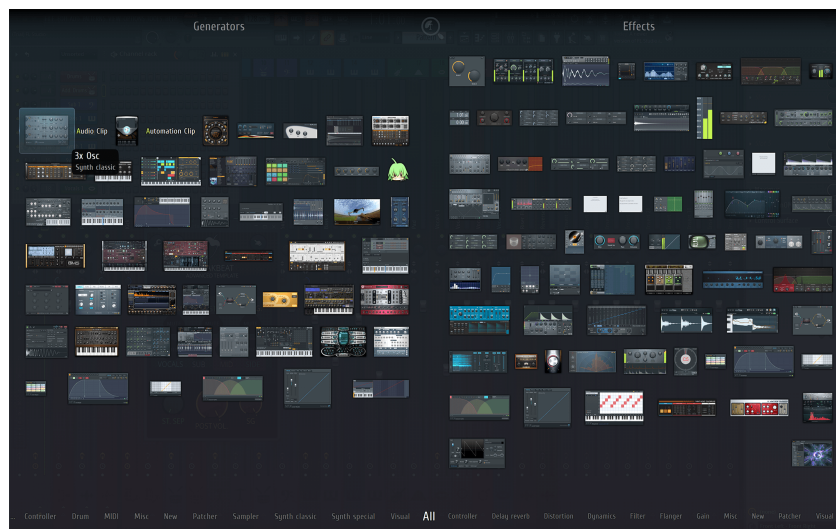 Generators
Effects
Audio Clip
Automation Clip
3x Osc
Synth classic
Controller Drum MIDI Misc New Patcher Sampler Synth classic Synth special Visual All Controller Delay reverb Distortion Dynamics Filter Flanger Gain Misc New Patcher Visual